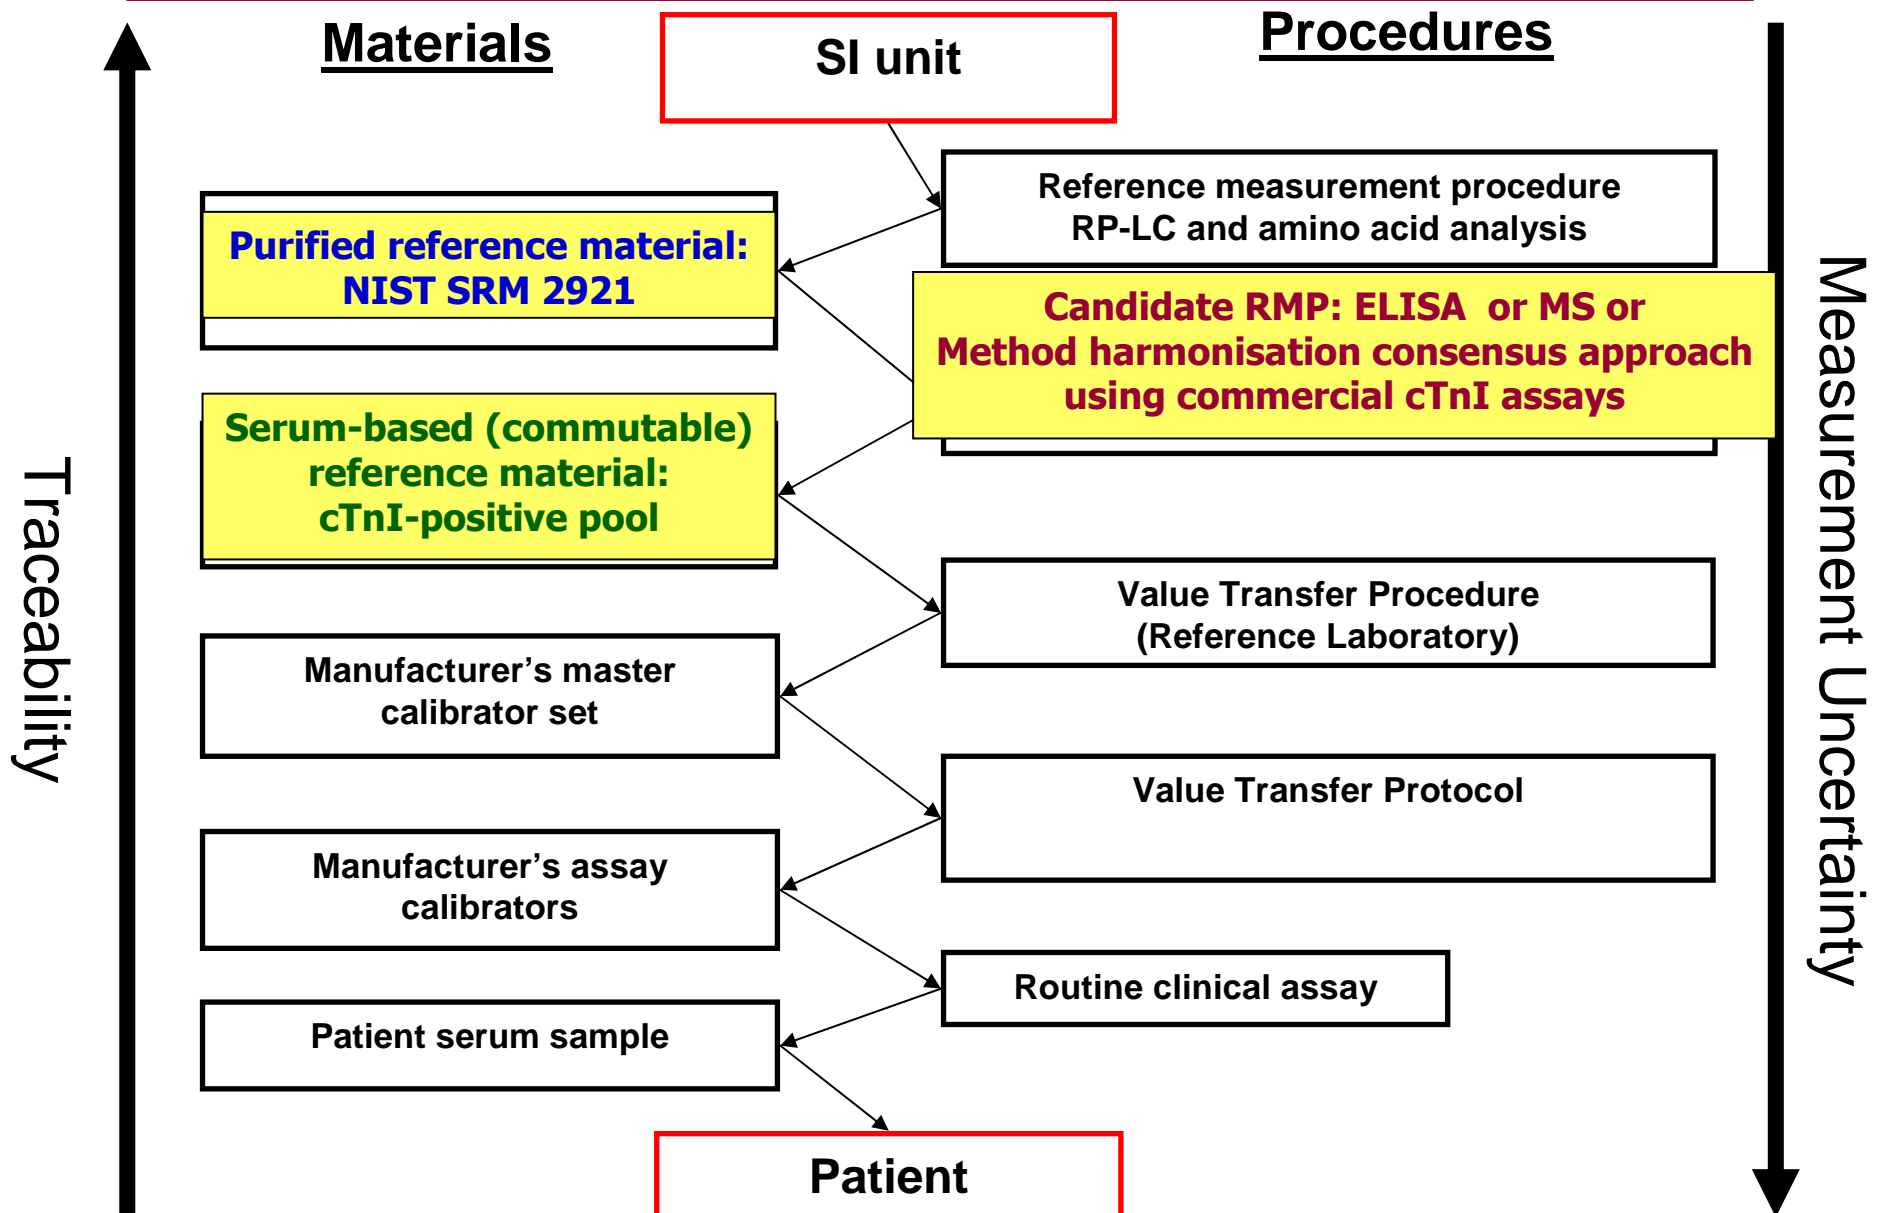 Materials
SI unit
Procedures
Reference measurement procedure
RP-LC and amino acid analysis
Purified reference material:
NIST SRM 2921
Candidate RMP: ELISA or MS or
Method harmonisation consensus approach
using commercial cTnI assays
Serum-based (commutable)
reference material:
cTnI-positive pool
Value Transfer Procedure
(Reference Laboratory)
Manufacturer’s master
calibrator set
Value Transfer Protocol
Manufacturer’s assay
calibrators
Routine clinical assay
Patient serum sample
Patient
Traceability
Measurement Uncertainty